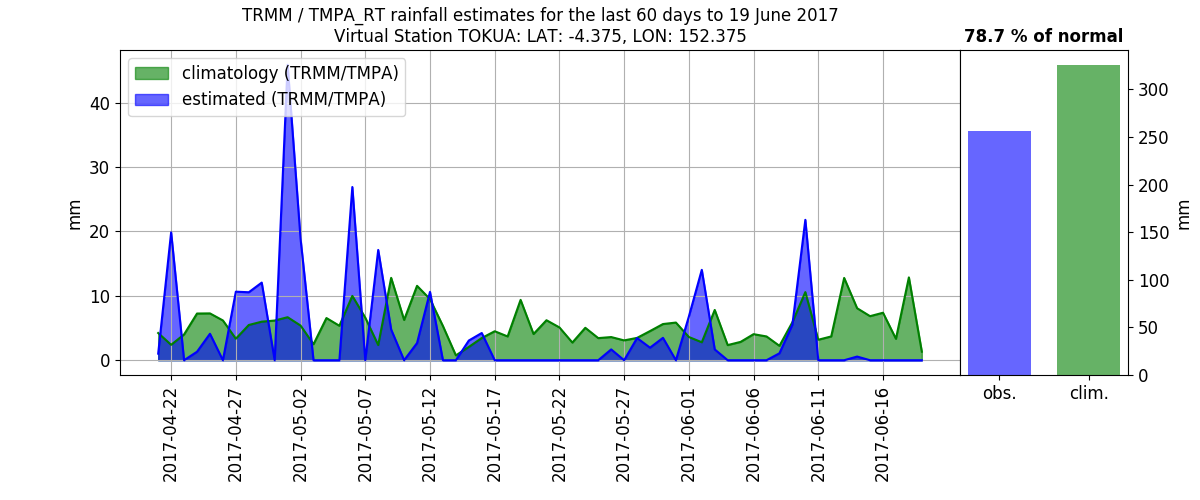 TRMM / TMPA_RT rainfall estimates for the last 60 days to 19 June 2017
Virtual Station TOKUA: LAT: -4.375, LON: 152.375
78.7 % of normal
climatology (TRMM/TMPA)
estimated (TRMM/TMPA)
mm
40
30
20
10
0
2017-04-22
2017-04-27
2017-05-02
2017-05-07
2017-05-12
2017-05-17
2017-05-22
2017-05-27
2017-06-01
2017-06-06
2017-06-11
2017-06-16
300
250
200
150
100
50
0
mm
obs.
clim.